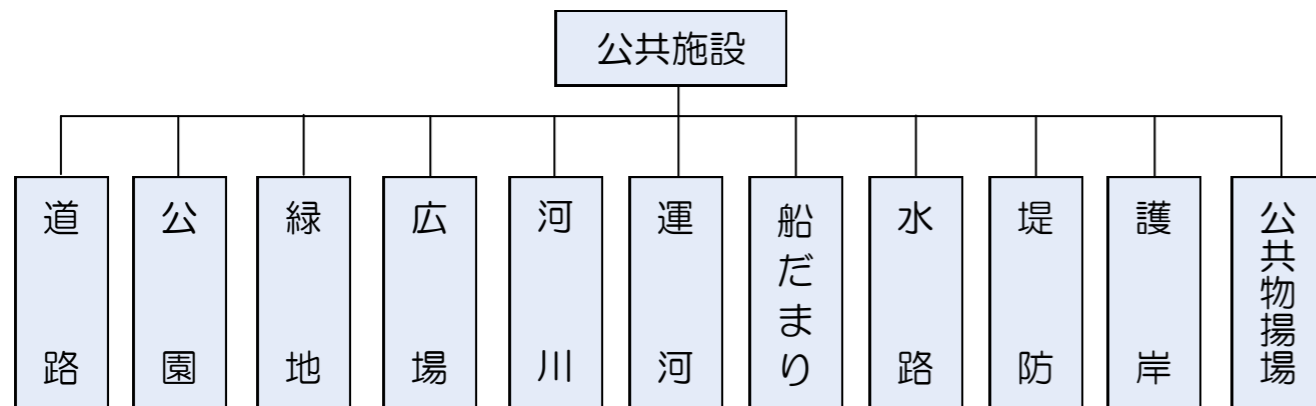 公共施設
道路
公園
緑地
広場
河川
運河
船だまり
水路
堤防
護岸
公共物揚場